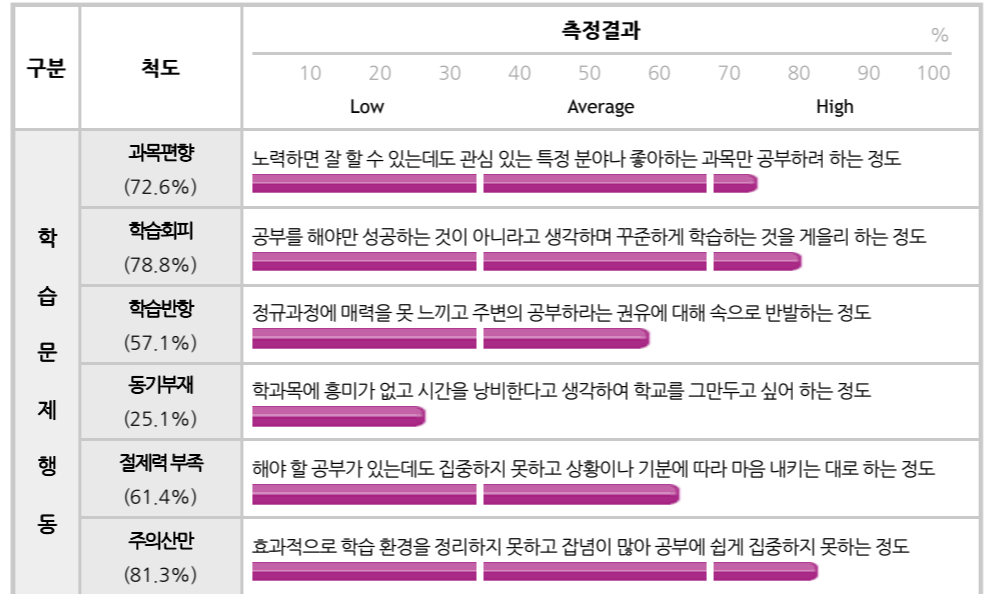 구분
척도
측정결과
%
10 20 30 40 50 60 70 80 90 100
Low Average High
학습문제행동
과목편향
(72.6%)
노력하면 잘 할 수 있는데도 관심 있는 특정 분야나 좋아하는 과목만 공부하려 하는 정도
학습회피
(78.8%)
공부를 해야만 성공하는 것이 아니라고 생각하며 꾸준하게 학습하는 것을 게을리 하는 정도
학습반항
(57.1%)
정규과정에 매력을 못 느끼고 주변의 공부하라는 권유에 대해 속으로 반발하는 정도
동기부재
(25.1%)
학과목에 흥미가 없고 시간을 낭비한다고 생각하여 학교를 그만두고 싶어 하는 정도
절제력 부족
(61.4%)
해야 할 공부가 있는데도 집중하지 못하고 상황이나 기분에 따라 마음 내키는 대로 하는 정도
주의산만
(81.3%)
효과적으로 학습 환경을 정리하지 못하고 잡념이 많아 공부에 쉽게 집중하지 못하는 정도